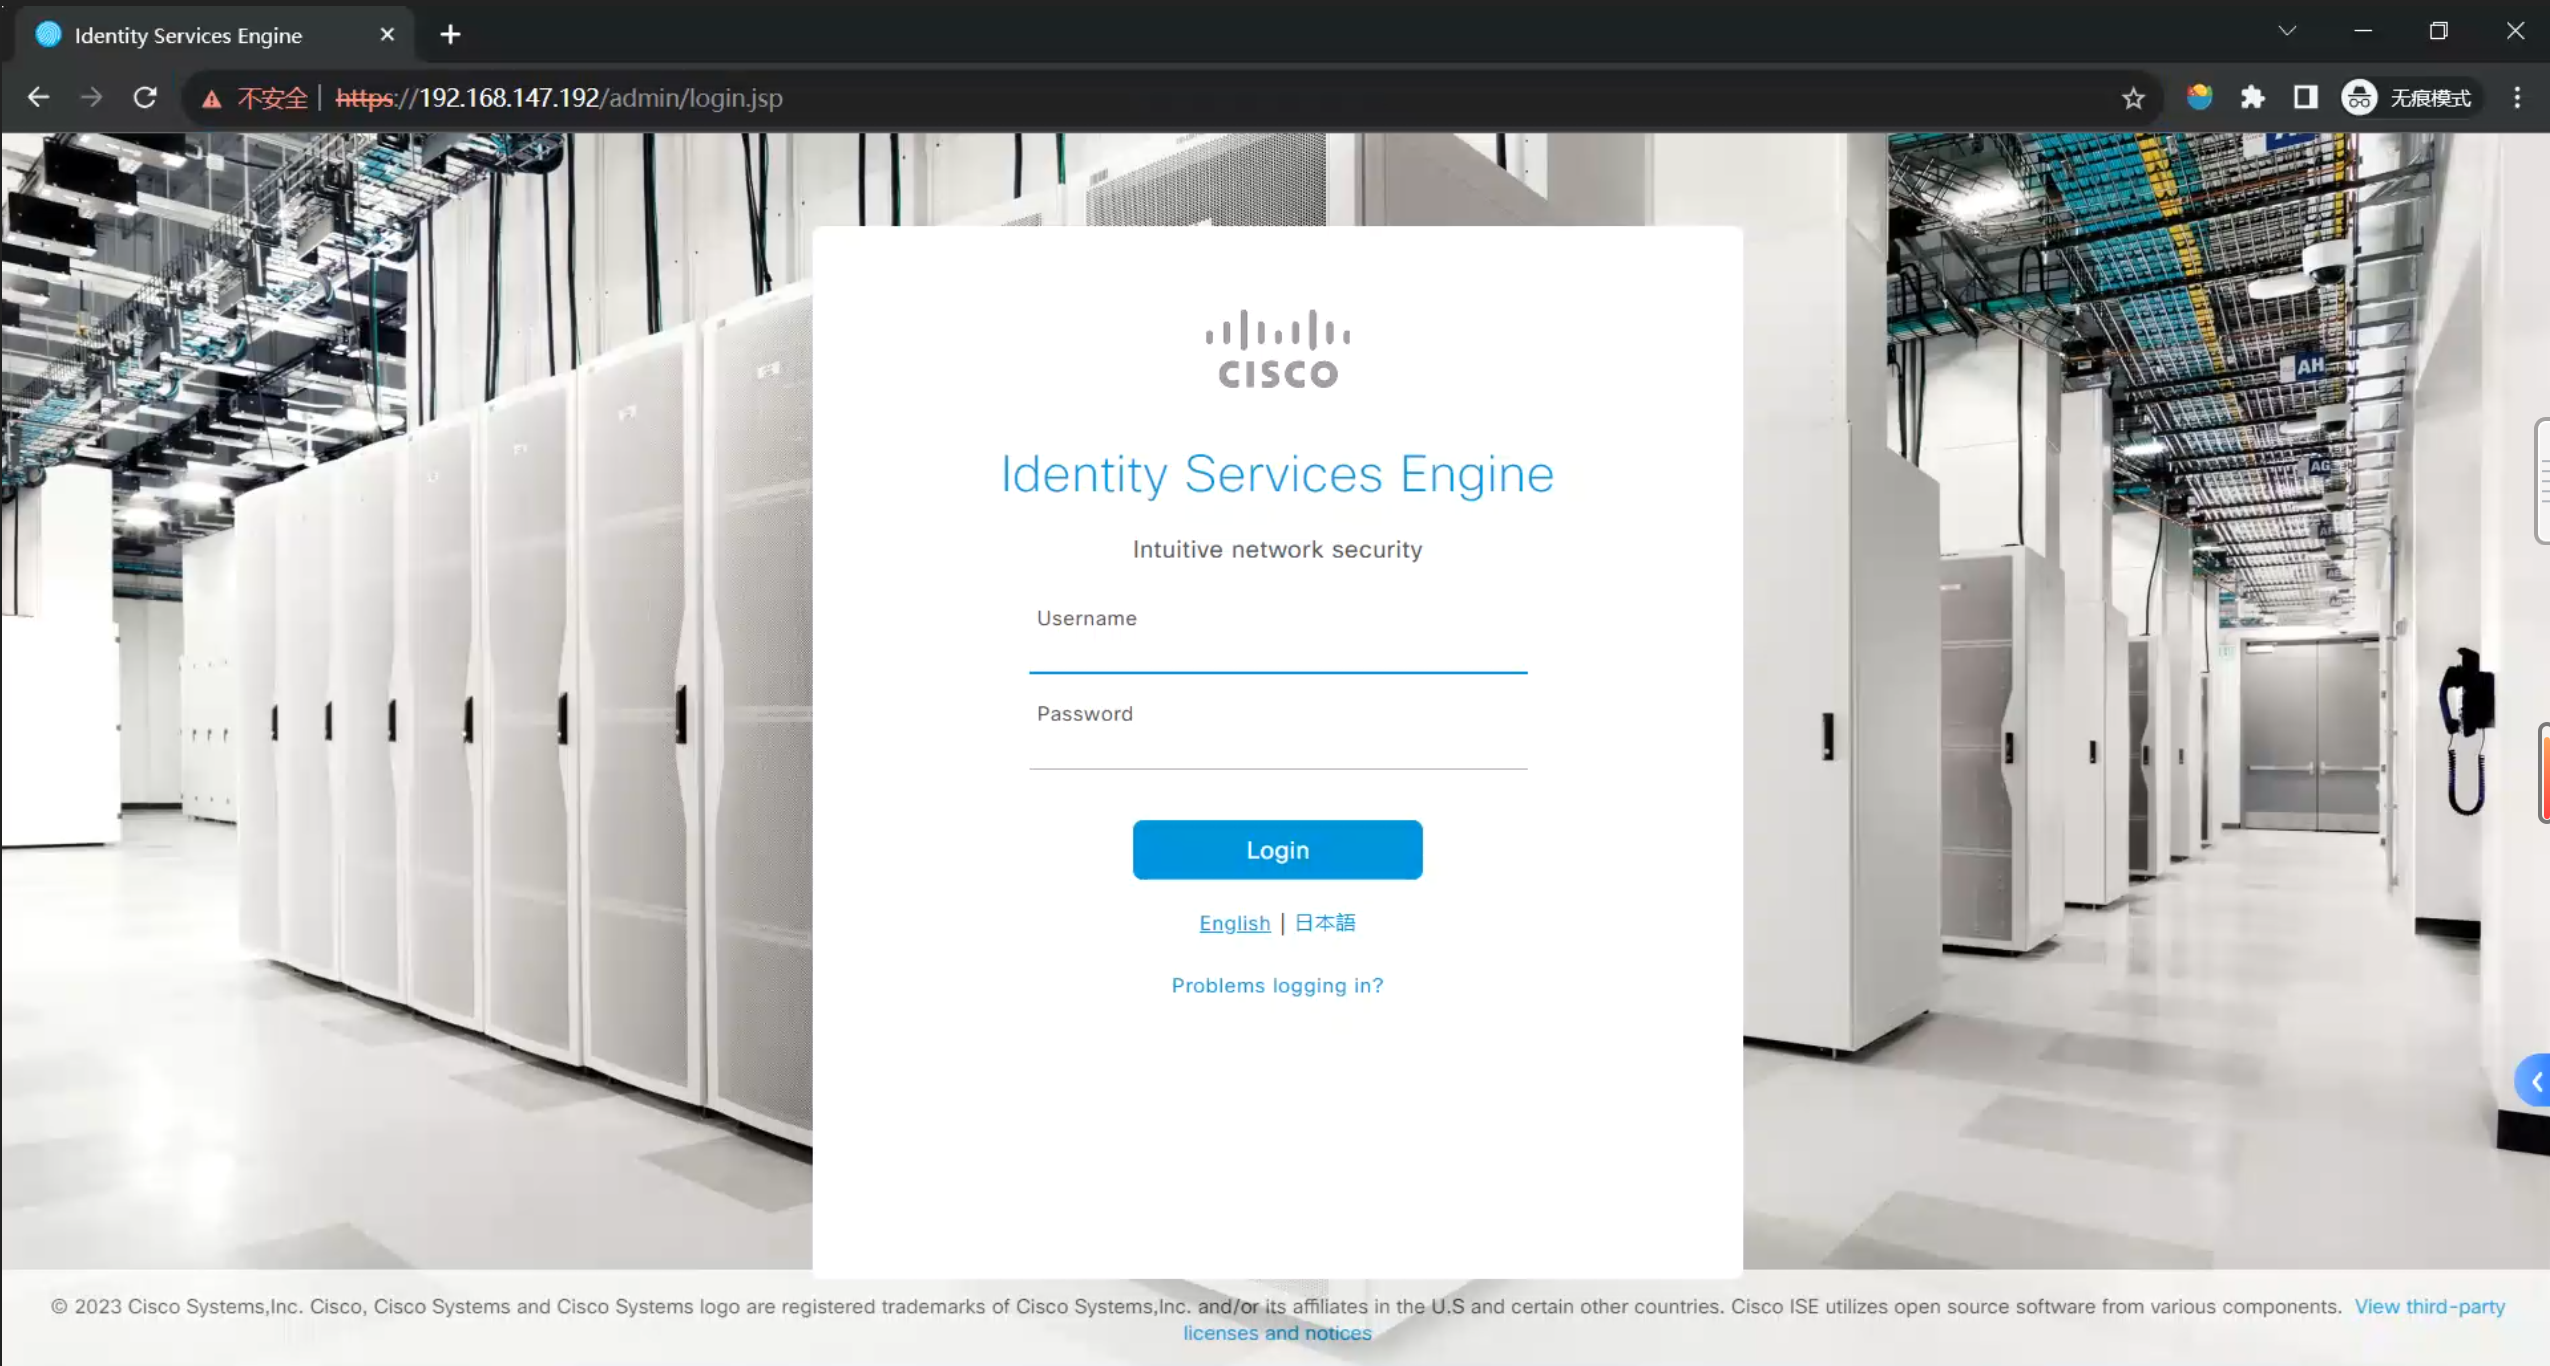 Identity Services Engine
不安全 | https://192.168.147.192/admin/login.jsp
无痕模式
AH
AG
CISCO
Identity Services Engine
Intuitive network security
Username
Password
Login
English | 日本語
Problems logging in?
© 2023 Cisco Systems,Inc. Cisco, Cisco Systems and Cisco Systems logo are registered trademarks of Cisco Systems,Inc. and/or its affiliates in the U.S and certain other countries. Cisco ISE utilizes open source software from various components. View third-party
licenses and notices